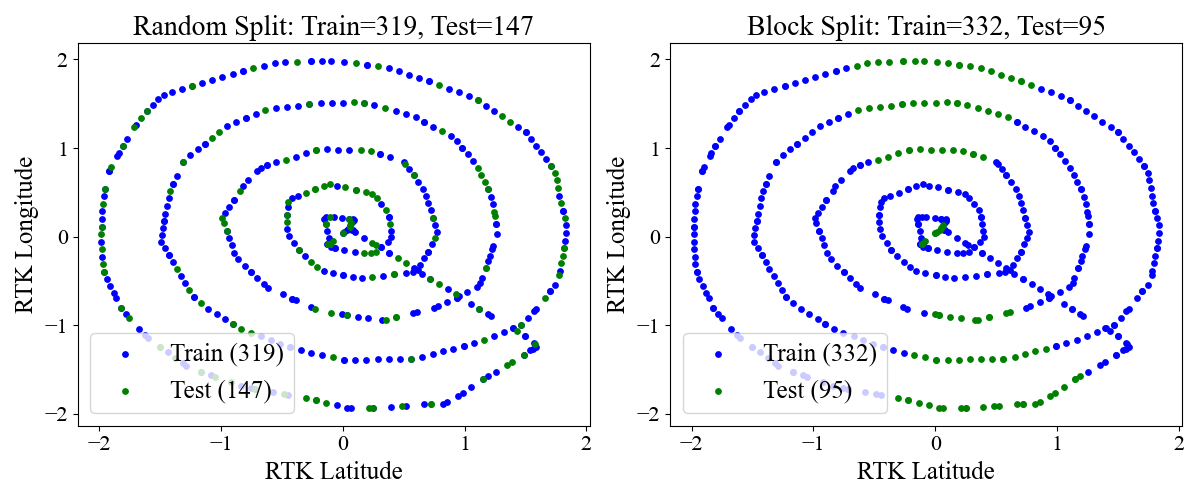 Random Split: Train=319, Test=147
RTK Longitude
2
1
0
−1
−2
Train (319)
Test (147)
−2 −1 0 1 2
RTK Latitude
Block Split: Train=332, Test=95
RTK Longitude
2
1
0
−1
−2
Train (332)
Test (95)
−2 −1 0 1 2
RTK Latitude